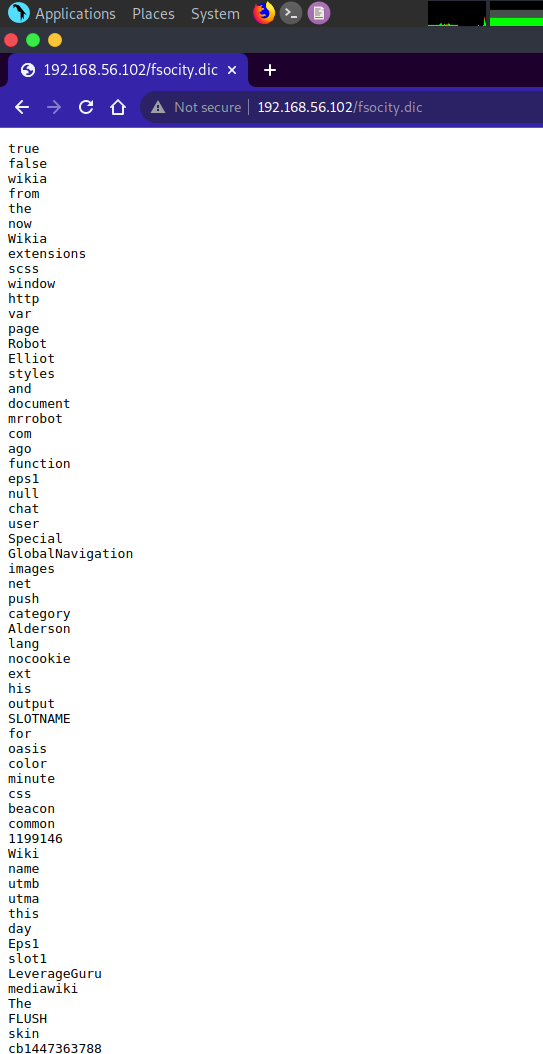 Applications Places System
192.168.56.102/fsocity.dic
Not secure 192.168.56.102/fsocity.dic
true
false
wikia
from
the
now
Wikia
extensions
scss
window
http
var
page
Robot
Elliot
styles
and
document
mrrobot
com
ago
function
eps1
null
chat
user
Special
GlobalNavigation
images
net
push
category
Alderson
lang
nocookie
ext
his
output
SLOTNAME
for
oasis
color
minute
css
beacon
common
1199146
Wiki
name
utmb
utma
this
day
Eps1
slot1
LeverageGuru
mediawiki
The
FLUSH
skin
cb1447363788